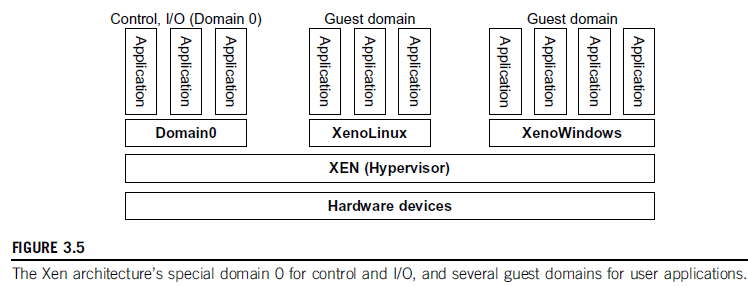 Control, I/O (Domain 0)
Guest domain
Guest domain
Application
Application
Application
Application
Application
Application
Application
Application
Application
Application
Domain0
XenoLinux
XenoWindows
XEN (Hypervisor)
Hardware devices
FIGURE 3.5
The Xen architecture's special domain 0 for control and I/O, and several guest domains for user applications.